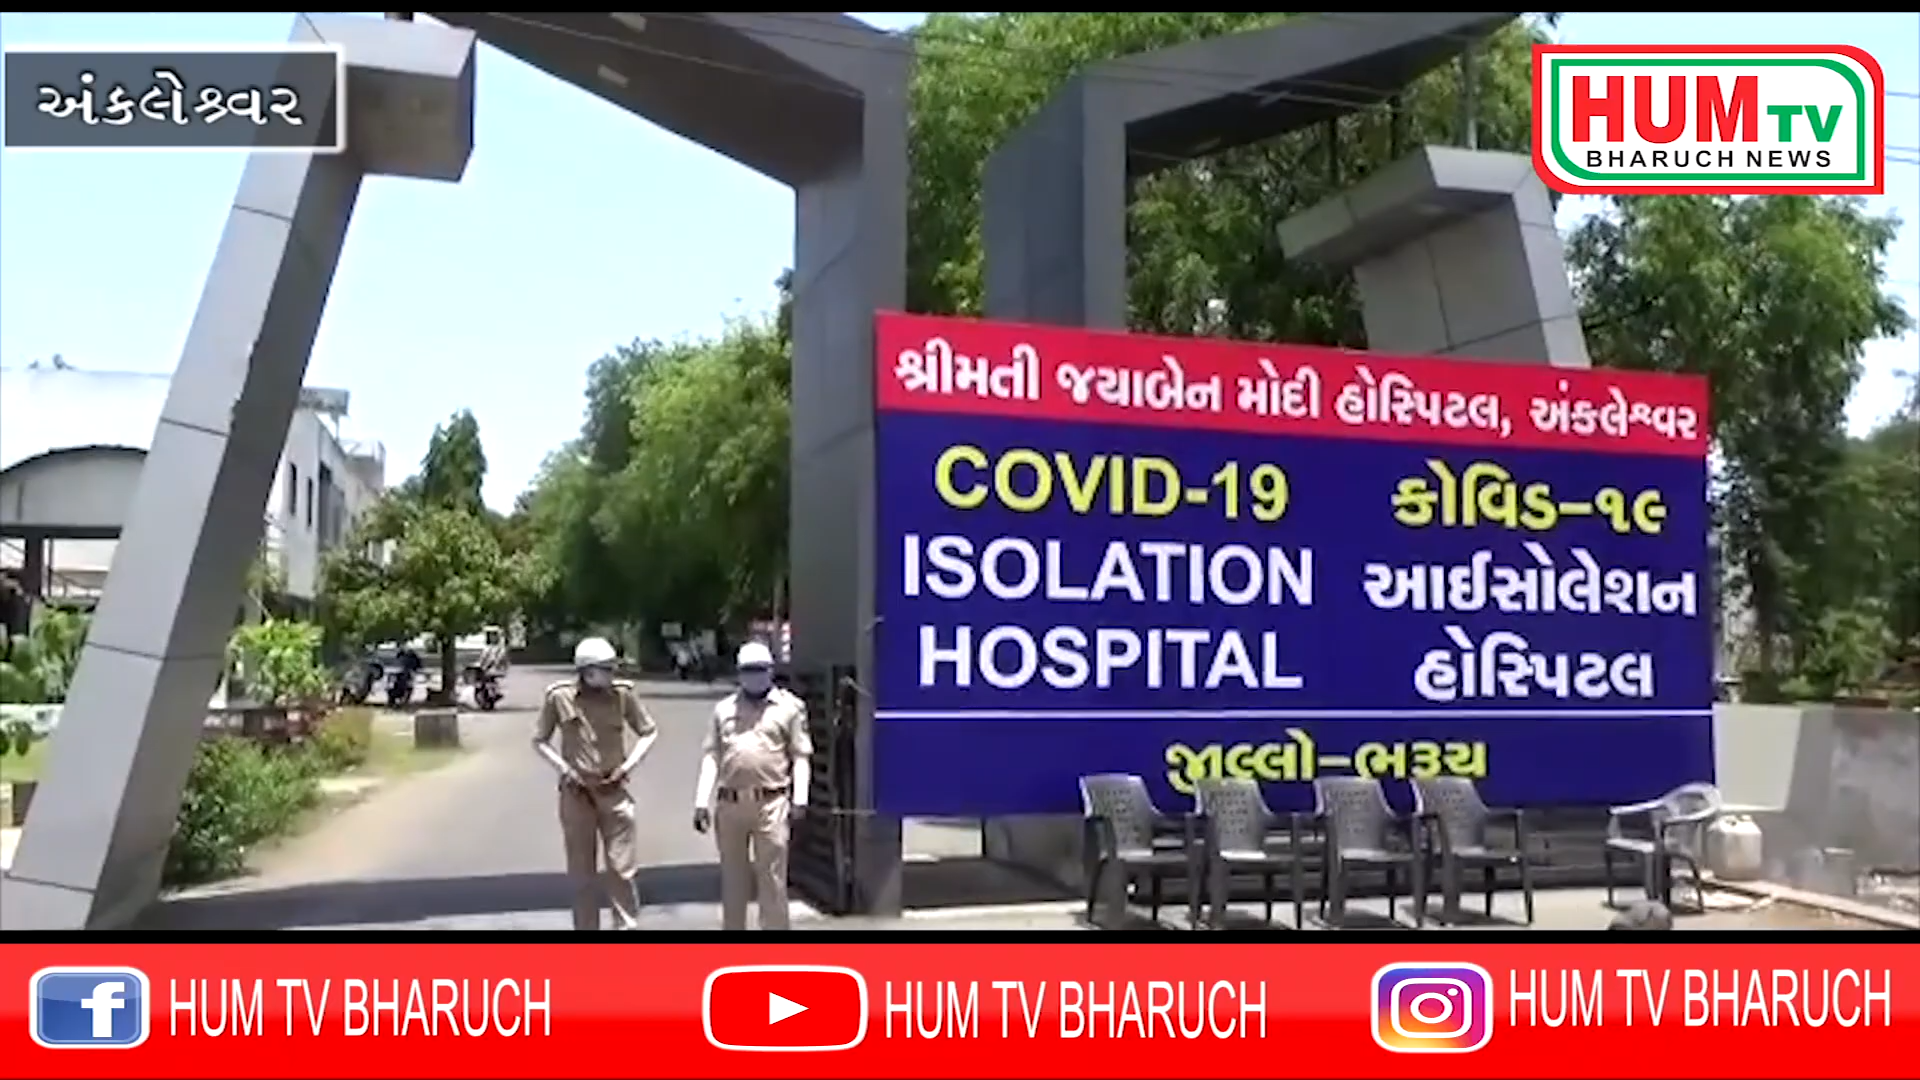 અંકલેશ્વર
HUM TV
BHARUCH NEWS
શ્રીમતી જયાબેન મોદી હોસ્પિટલ, અંકલેશ્વર
COVID-19
ISOLATION
HOSPITAL
કોવિડ-૧૯
આઈસોલેશન
હોસ્પિટલ
જીલ્લો-ભરૂચ
HUM TV BHARUCH
HUM TV BHARUCH
HUM TV BHARUCH